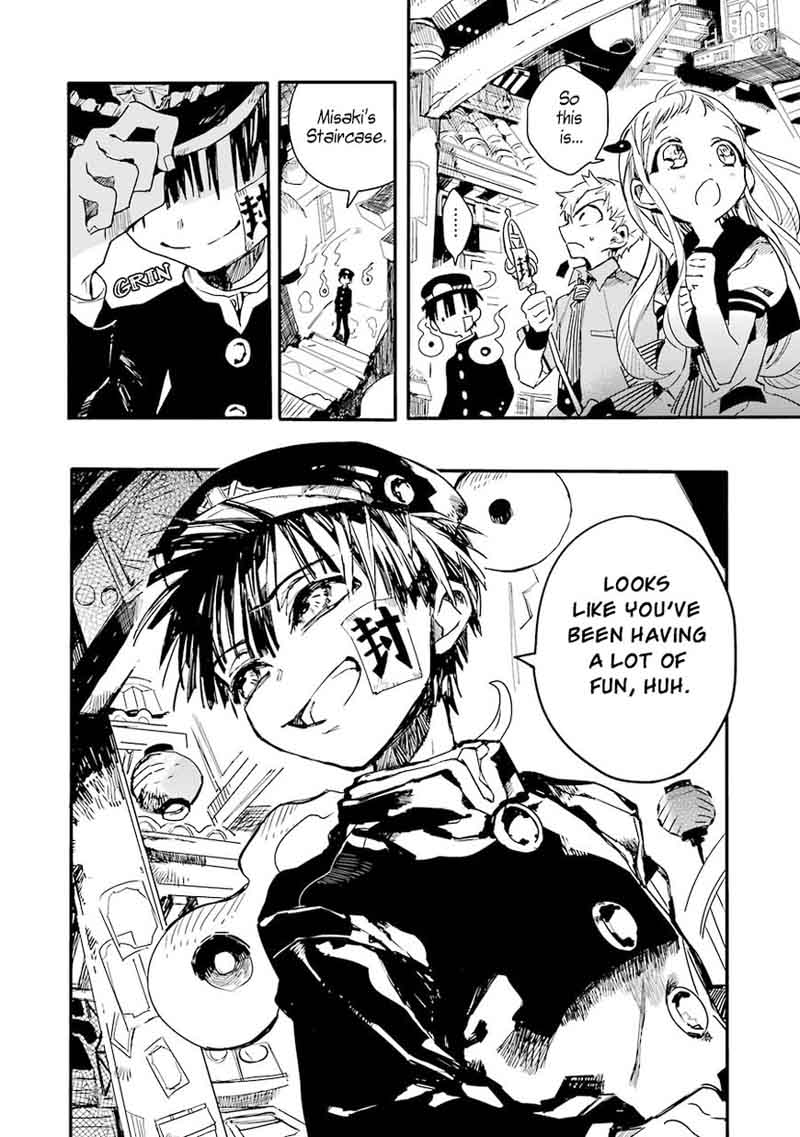 So
this
is...
......
封
Misaki's
Staircase.
封
GRIN
封
LOOKS
LIKE YOU'VE
BEEN HAVING
A LOT OF
FUN, HUH.